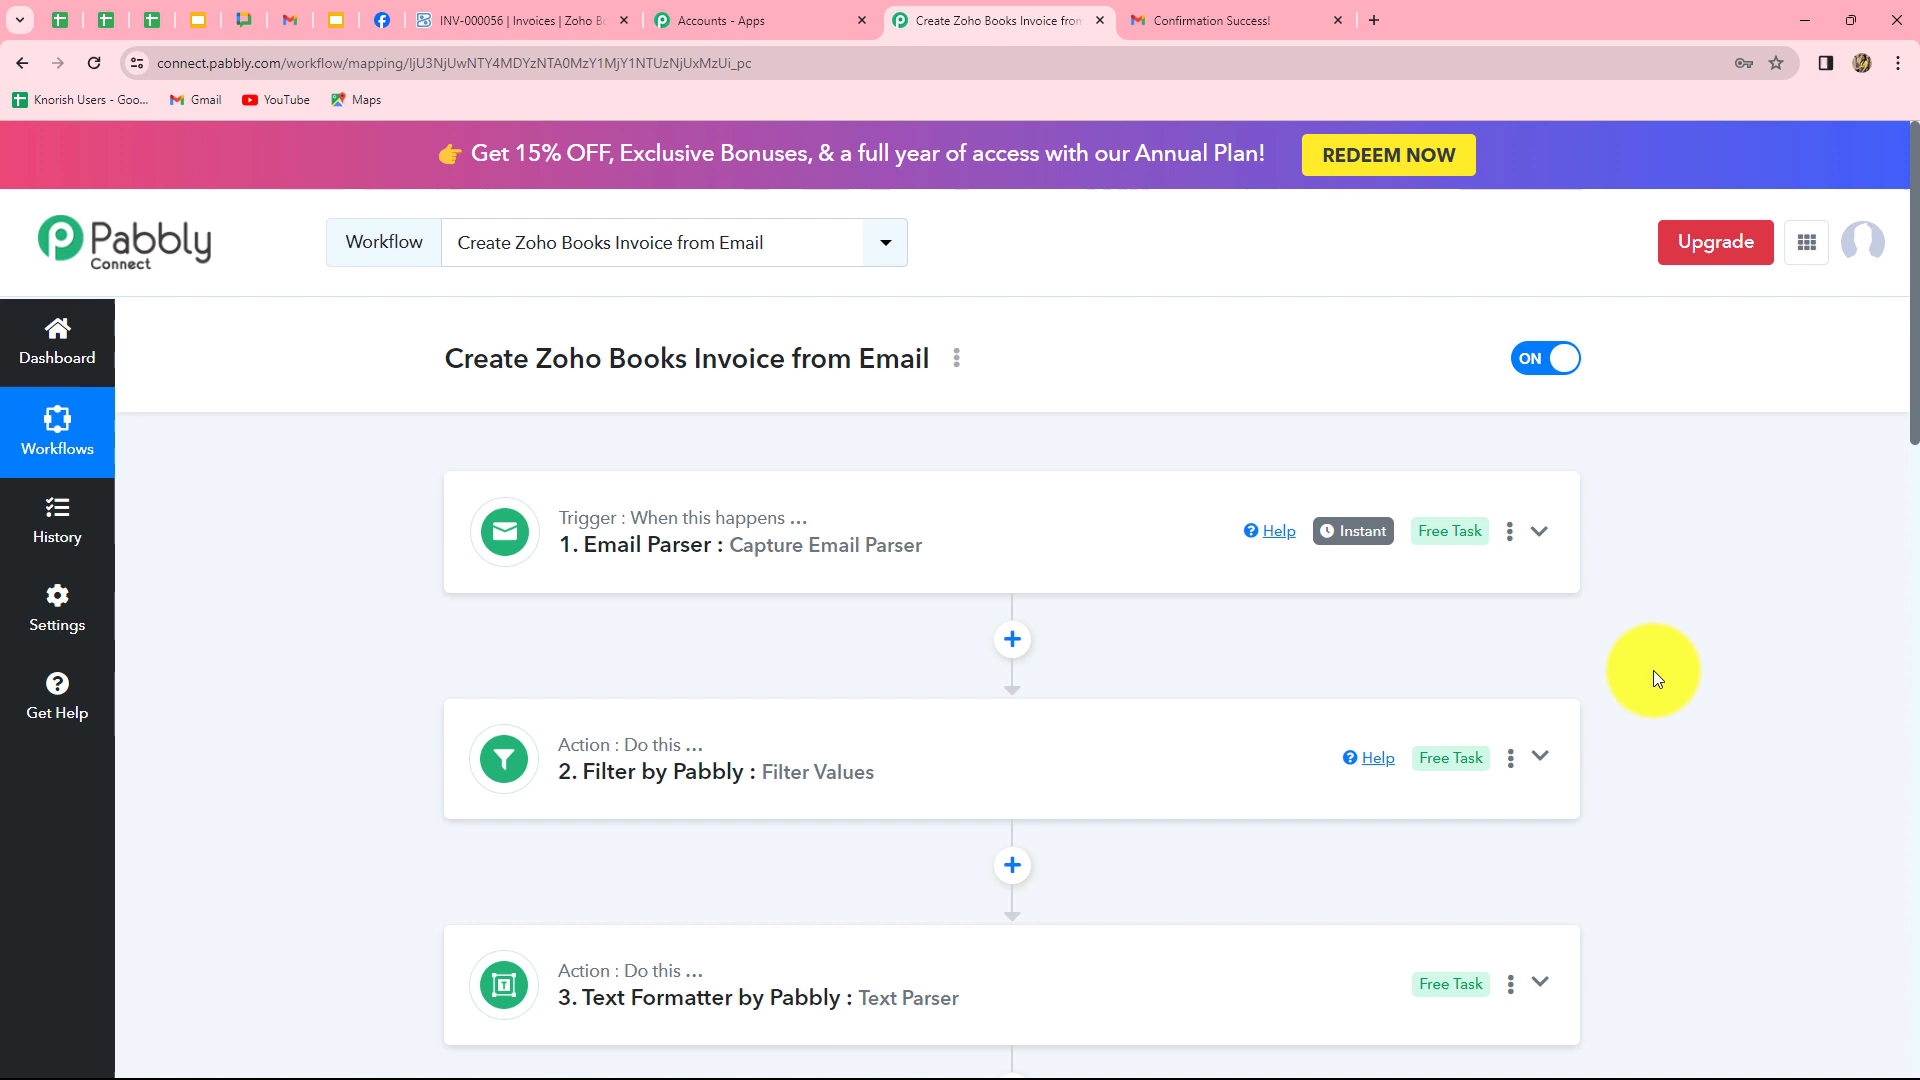 INV-000056 | Invoices | Zoho Bo
Accounts - Apps
Create Zoho Books Invoice from
Confirmation Success!
connect.pabbly.com/workflow/mapping/IjU3NjUwNTY4MDYzNTA0MzY1MjY1NTUzNjUxMzUi_pc
Knorish Users - Goo...
Gmail
YouTube
Maps
👉 Get 15% OFF, Exclusive Bonuses, & a full year of access with our Annual Plan!
REDEEM NOW
Pabbly
Connect
Workflow
Create Zoho Books Invoice from Email
Upgrade
Dashboard
Workflows
History
Settings
Get Help
Create Zoho Books Invoice from Email
ON
Trigger : When this happens ...
1. Email Parser : Capture Email Parser
Help
Instant
Free Task
Action : Do this ...
2. Filter by Pabbly : Filter Values
Help
Free Task
Action : Do this ...
3. Text Formatter by Pabbly : Text Parser
Free Task